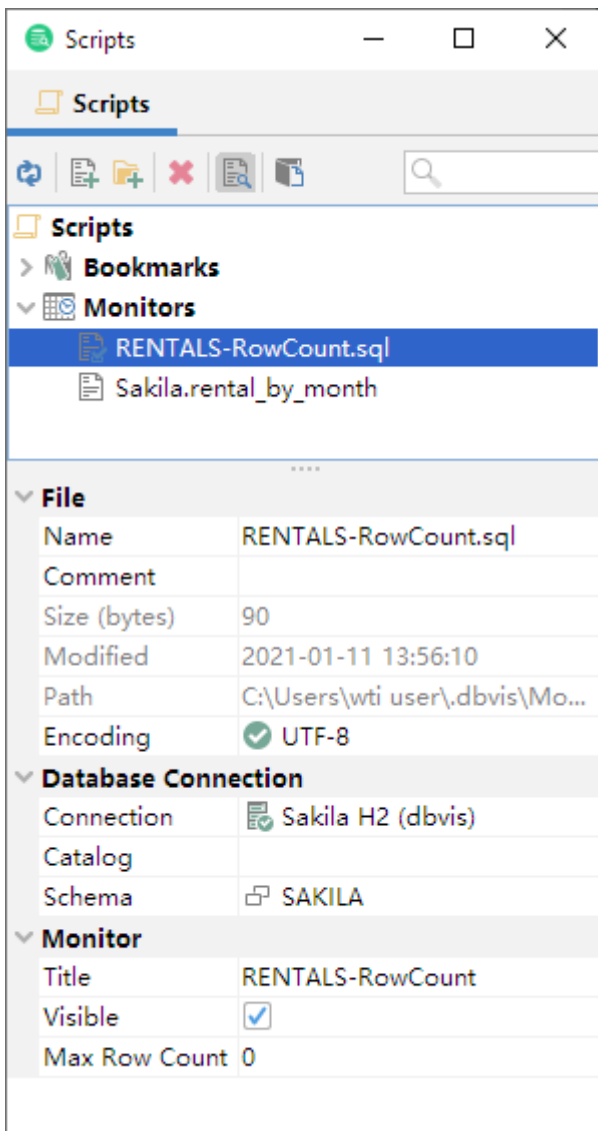 Scripts
Scripts
Scripts
Bookmarks
Monitors
RENTALS-RowCount.sql
Sakila.rental_by_month
File
Name RENTALS-RowCount.sql
Comment
Size (bytes) 90
Modified 2021-01-11 13:56:10
Path C:\Users\wti user\.dbvis\Mo...
Encoding UTF-8
Database Connection
Connection Sakila H2 (dbvis)
Catalog
Schema SAKILA
Monitor
Title RENTALS-RowCount
Visible
Max Row Count 0